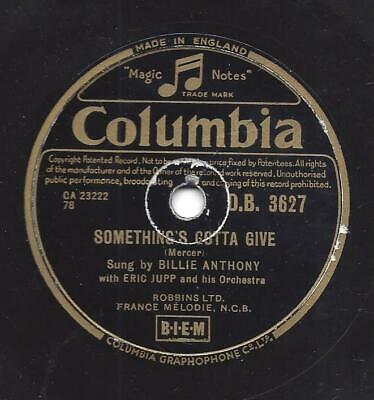 MADE IN ENGLAND
"Magic Notes"
TRADE MARK
Columbia
Copyright Patented Record. Not to be price fixed by Patentees. All rights
of the manufacturer and of the Owner of the recorded work reserved. Unauthorised
public performance, broadcasting and copying of this record prohibited.
CA 23222
78
D.B. 3627
SOMETHING'S GOTTA GIVE
(Mercer)
Sung by BILLIE ANTHONY
with ERIC JUPP and his Orchestra
ROBBINS LTD.
FRANCE MÉLODIE, N.C.B.
B·I·E·M
COLUMBIA GRAPHOPHONE CO. LTD.